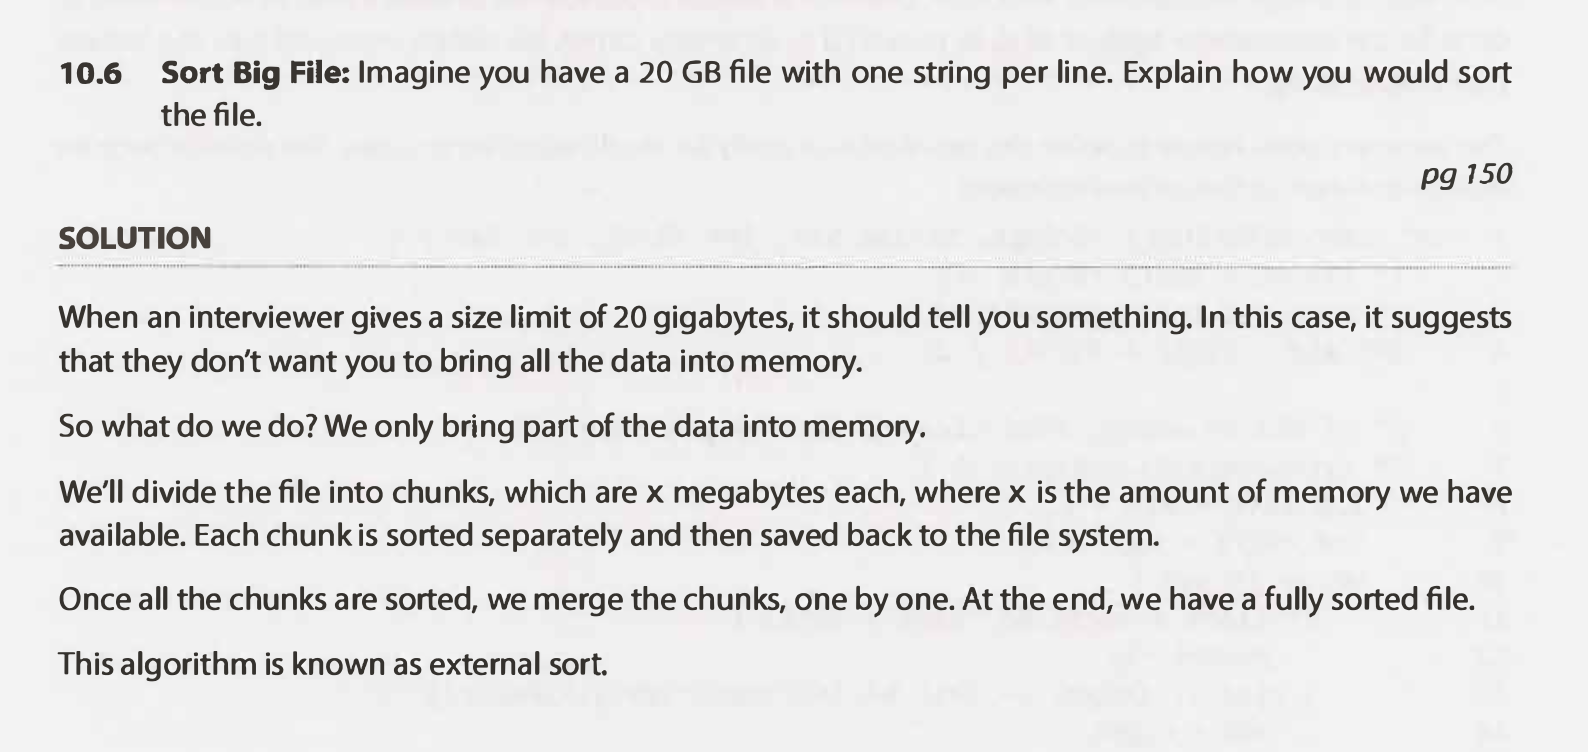 10.6 Sort Big File: Imagine you have a 20 GB file with one string per line. Explain how you would sort
the file.
pg 150
SOLUTION
When an interviewer gives a size limit of 20 gigabytes, it should tell you something. In this case, it suggests
that they don't want you to bring all the data into memory.
So what do we do? We only bring part of the data into memory.
We'll divide the file into chunks, which are x megabytes each, where x is the amount of memory we have
available. Each chunk is sorted separately and then saved back to the file system.
Once all the chunks are sorted, we merge the chunks, one by one. At the end, we have a fully sorted file.
This algorithm is known as external sort.